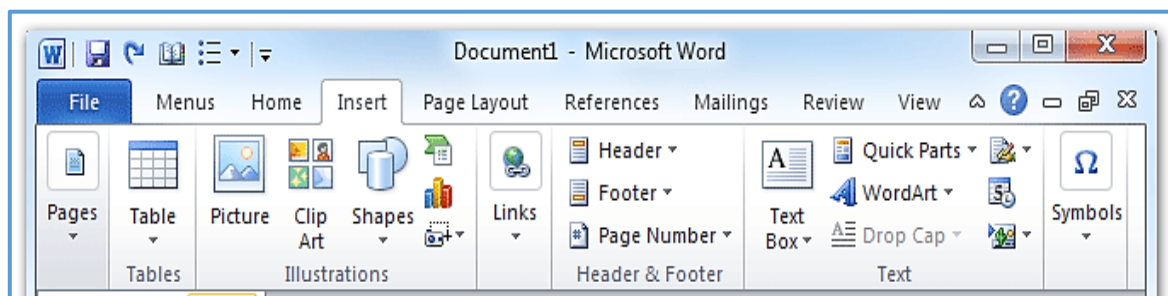 Document1 - Microsoft Word
File Menus Home Insert Page Layout References Mailings Review View
Pages
Table
Tables
Picture
Clip
Art
Shapes
Illustrations
Links
Header
Footer
Page Number
Header & Footer
A
Text
Box
Quick Parts
WordArt
Drop Cap
Text
Ω
Symbols